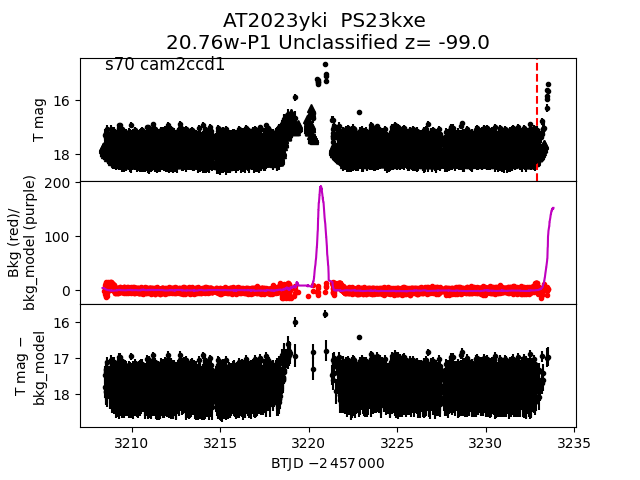 AT2023yki  PS23kxe
20.76w-P1 Unclassified z= -99.0
s70 cam2ccd1
T mag
16
18
Bkg (red)/
bkg_model (purple)
200
100
0
T mag −
bkg_model
16
17
18
3210
3215
3220
3225
3230
3235
BTJD −2 457 000